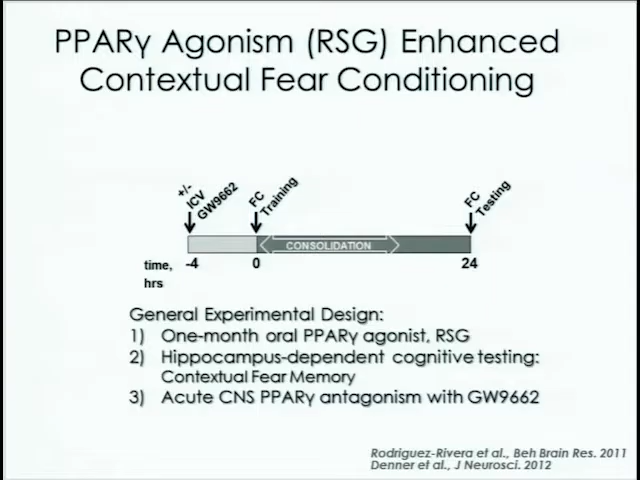 PPARγ Agonism (RSG) Enhanced
Contextual Fear Conditioning
+/-
ICV
GW9662
FC
Training
FC
Testing
CONSOLIDATION
time,
hrs
-4
0
24
General Experimental Design:
1) One-month oral PPARγ agonist, RSG
2) Hippocampus-dependent cognitive testing:
Contextual Fear Memory
3) Acute CNS PPARγ antagonism with GW9662
Rodriguez-Rivera et al., Beh Brain Res. 2011
Denner et al., J Neurosci. 2012